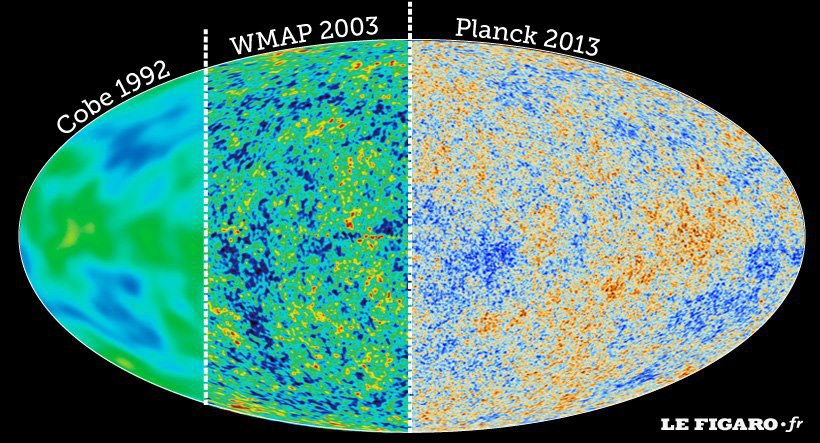 Cobe 1992
WMAP 2003
Planck 2013
LE FIGARO·fr